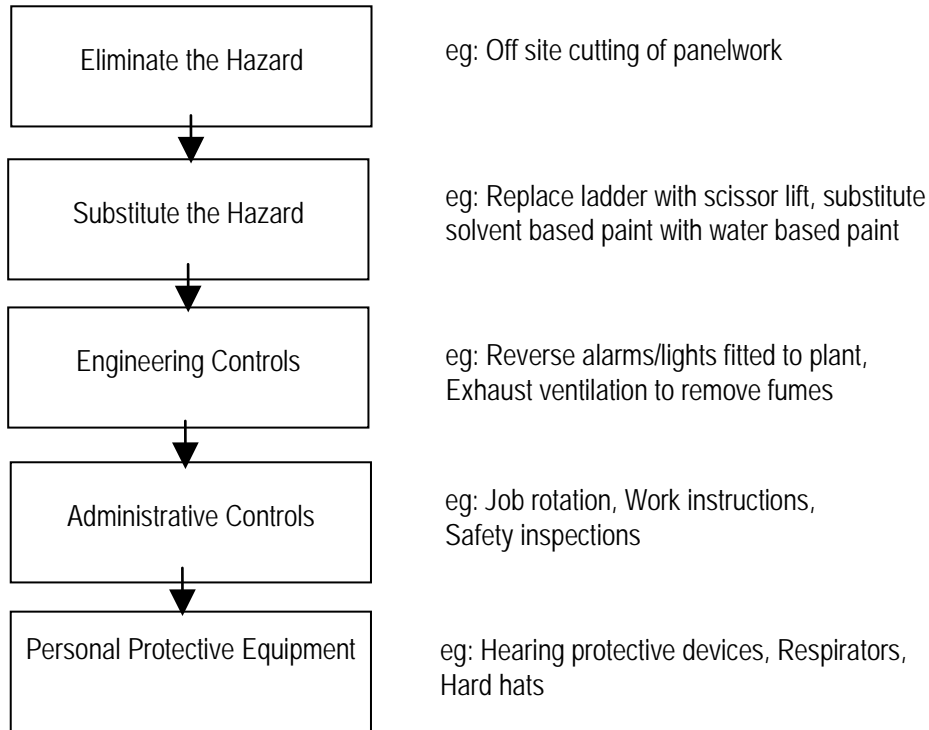 Eliminate the Hazard
eg: Off site cutting of panelwork
Substitute the Hazard
eg: Replace ladder with scissor lift, substitute
solvent based paint with water based paint
Engineering Controls
eg: Reverse alarms/lights fitted to plant,
Exhaust ventilation to remove fumes
Administrative Controls
eg: Job rotation, Work instructions,
Safety inspections
Personal Protective Equipment
eg: Hearing protective devices, Respirators,
Hard hats